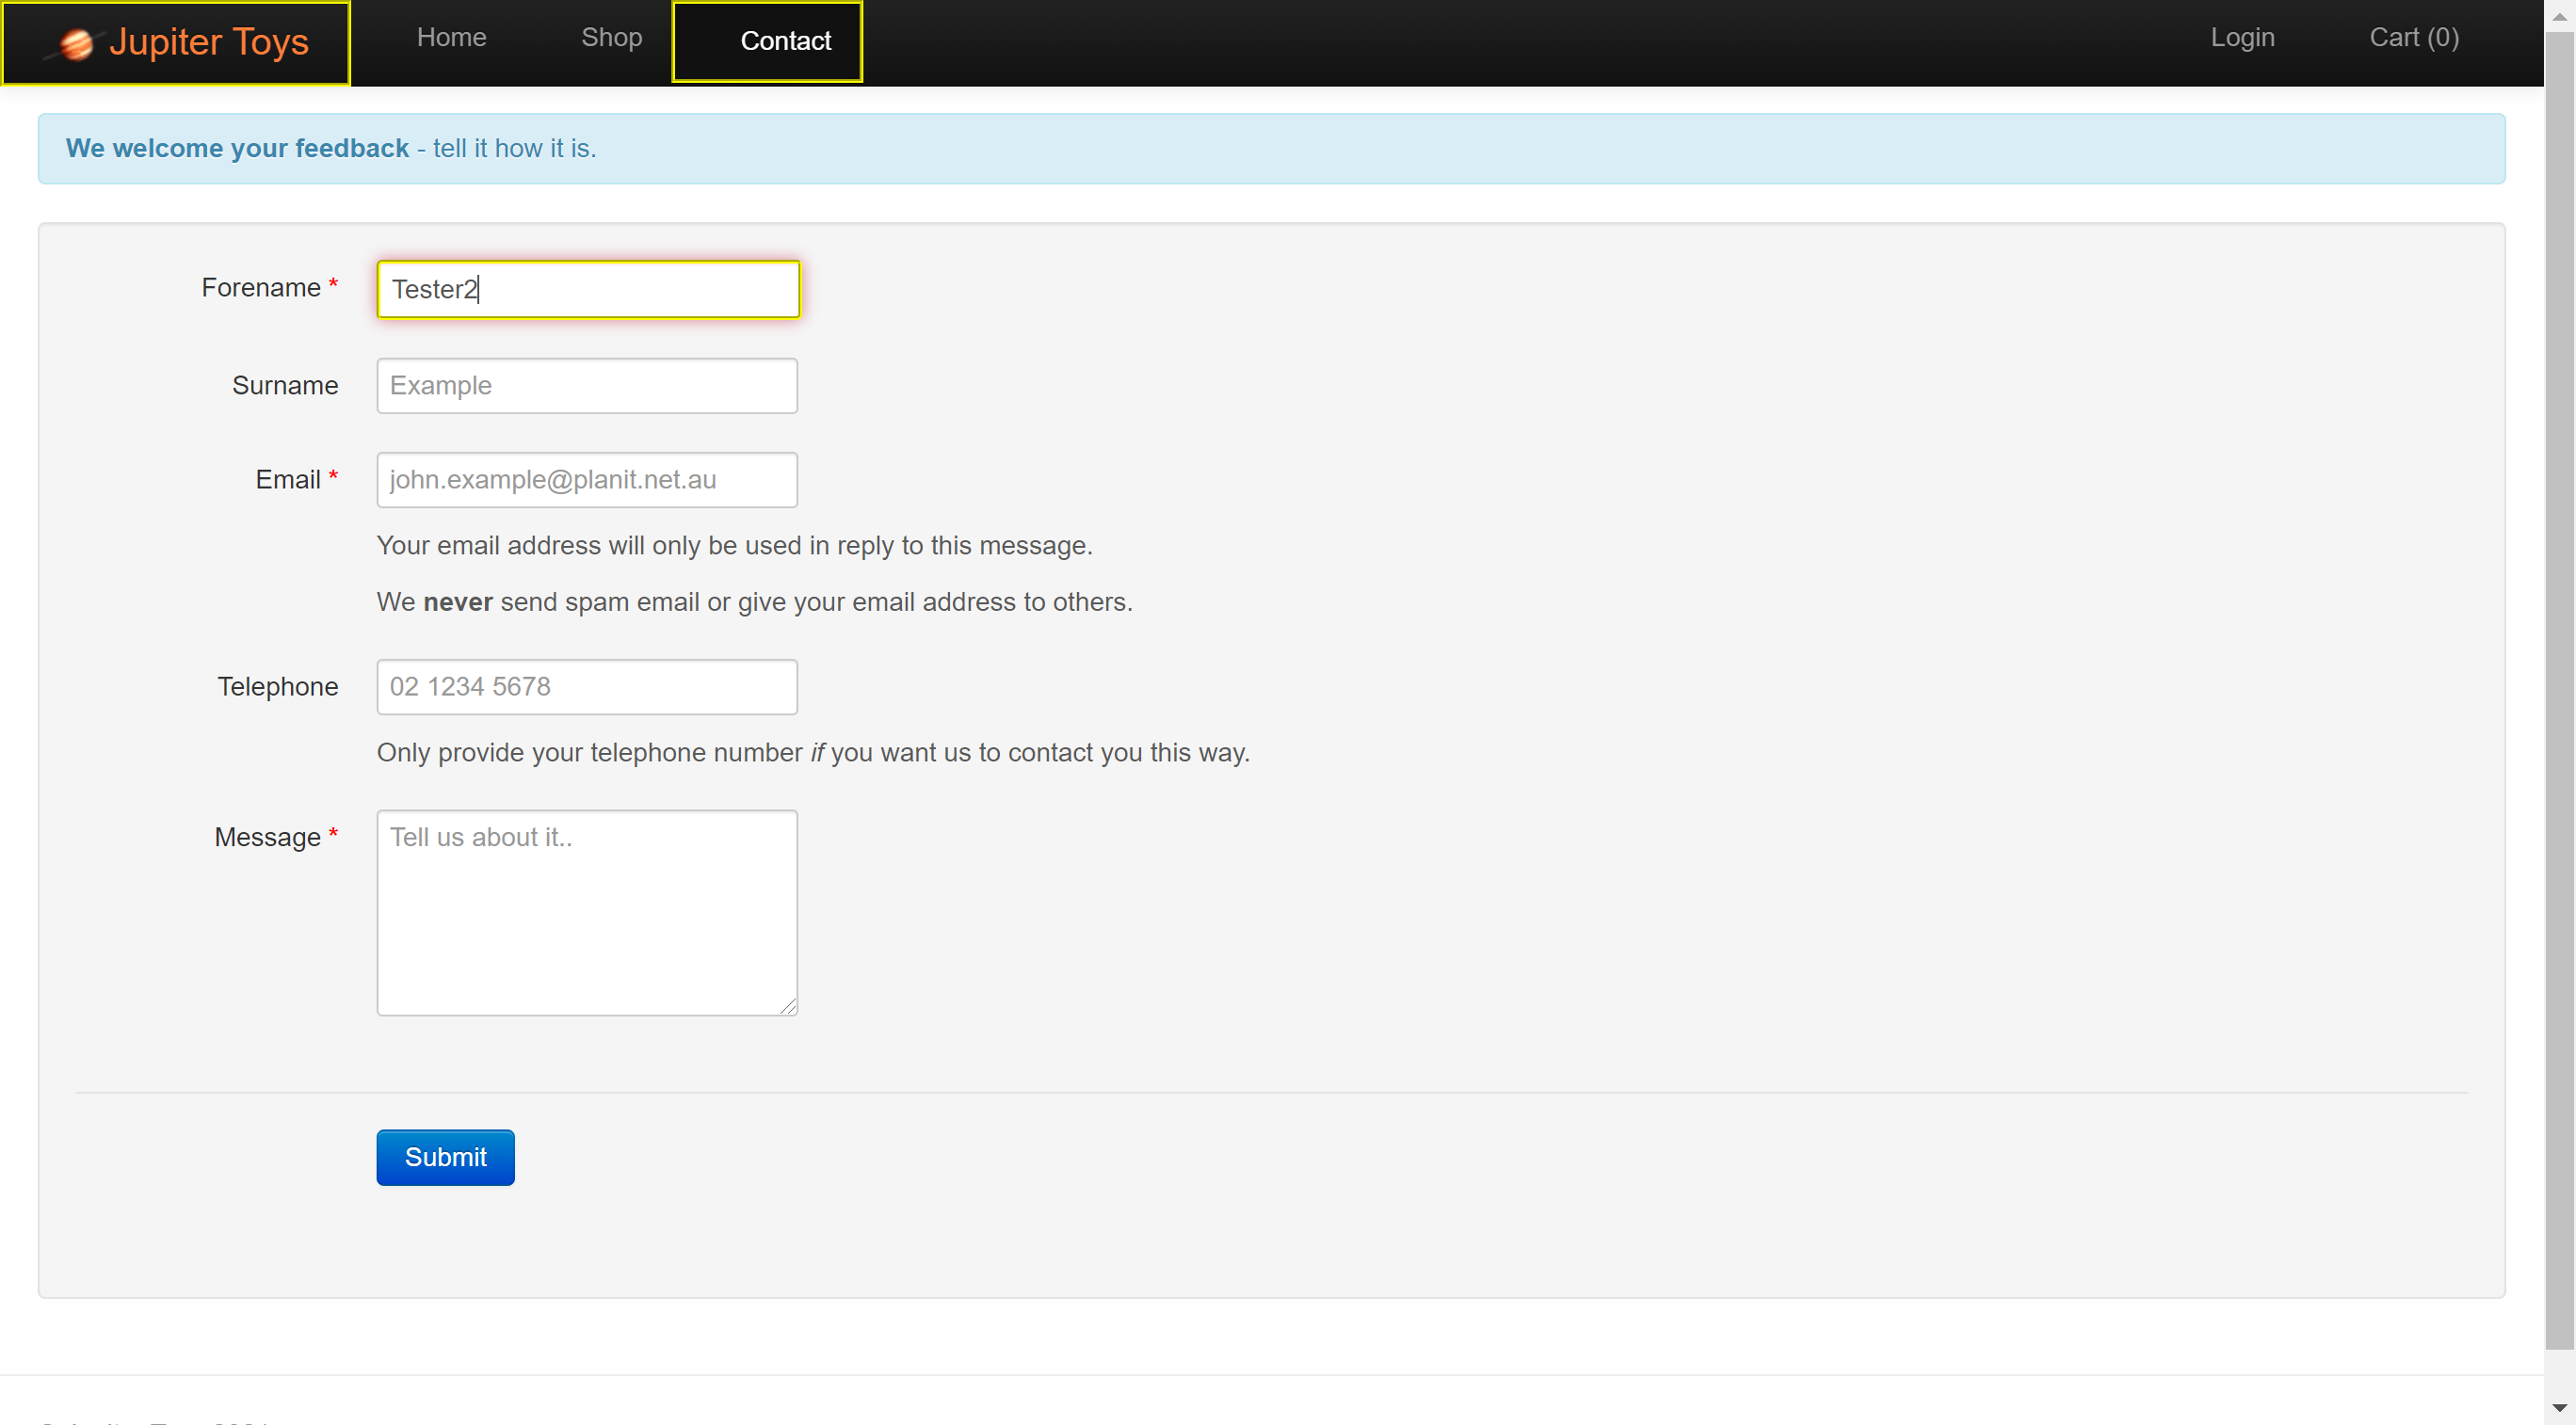 Jupiter Toys Home Shop Contact Login Cart (0)
We welcome your feedback - tell it how it is.
Forename * Tester2
Surname Example
Email * john.example@planit.net.au
Your email address will only be used in reply to this message.
We never send spam email or give your email address to others.
Telephone 02 1234 5678
Only provide your telephone number if you want us to contact you this way.
Message * Tell us about it..
Submit